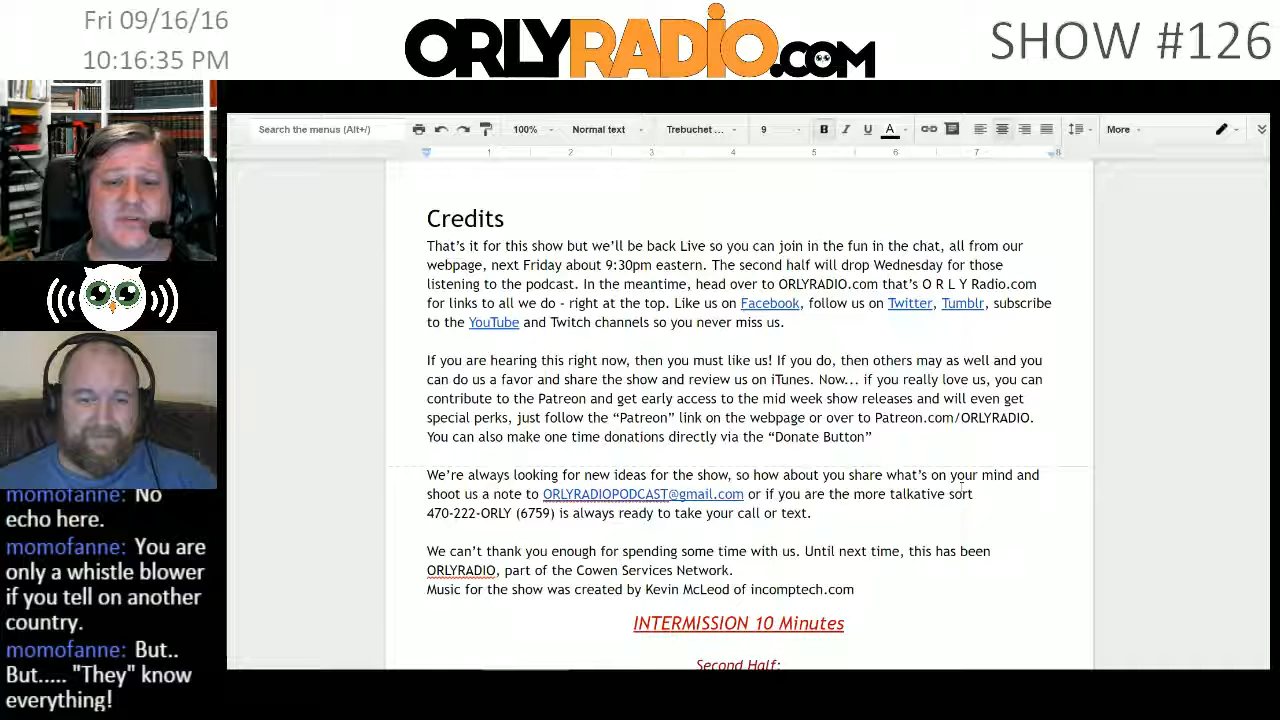 Fri 09/16/16
10:16:35 PM
ORLYRADiO.COM
SHOW #126
Search the menus (Alt+/)
100%
Normal text
Trebuchet ...
9
B
I
U
A
More
1 2 3 4 5 6 7 8
Credits
That's it for this show but we'll be back Live so you can join in the fun in the chat, all from our
webpage, next Friday about 9:30pm eastern. The second half will drop Wednesday for those
listening to the podcast. In the meantime, head over to ORLYRADIO.com that's O R L Y Radio.com
for links to all we do - right at the top. Like us on Facebook, follow us on Twitter, Tumblr, subscribe
to the YouTube and Twitch channels so you never miss us.
If you are hearing this right now, then you must like us! If you do, then others may as well and you
can do us a favor and share the show and review us on iTunes. Now... if you really love us, you can
contribute to the Patreon and get early access to the mid week show releases and will even get
special perks, just follow the “Patreon” link on the webpage or over to Patreon.com/ORLYRADIO.
You can also make one time donations directly via the “Donate Button”
We're always looking for new ideas for the show, so how about you share what's on your mind and
shoot us a note to ORLYRADIOPODCAST@gmail.com or if you are the more talkative sort
470-222-ORLY (6759) is always ready to take your call or text.
We can't thank you enough for spending some time with us. Until next time, this has been
ORLYRADIO, part of the Cowen Services Network.
Music for the show was created by Kevin McLeod of incomptech.com
INTERMISSION 10 Minutes
Second Half:
momofanne: No
echo here.
momofanne: You are
only a whistle blower
if you tell on another
country.
momofanne: But..
But..... "They" know
everything!